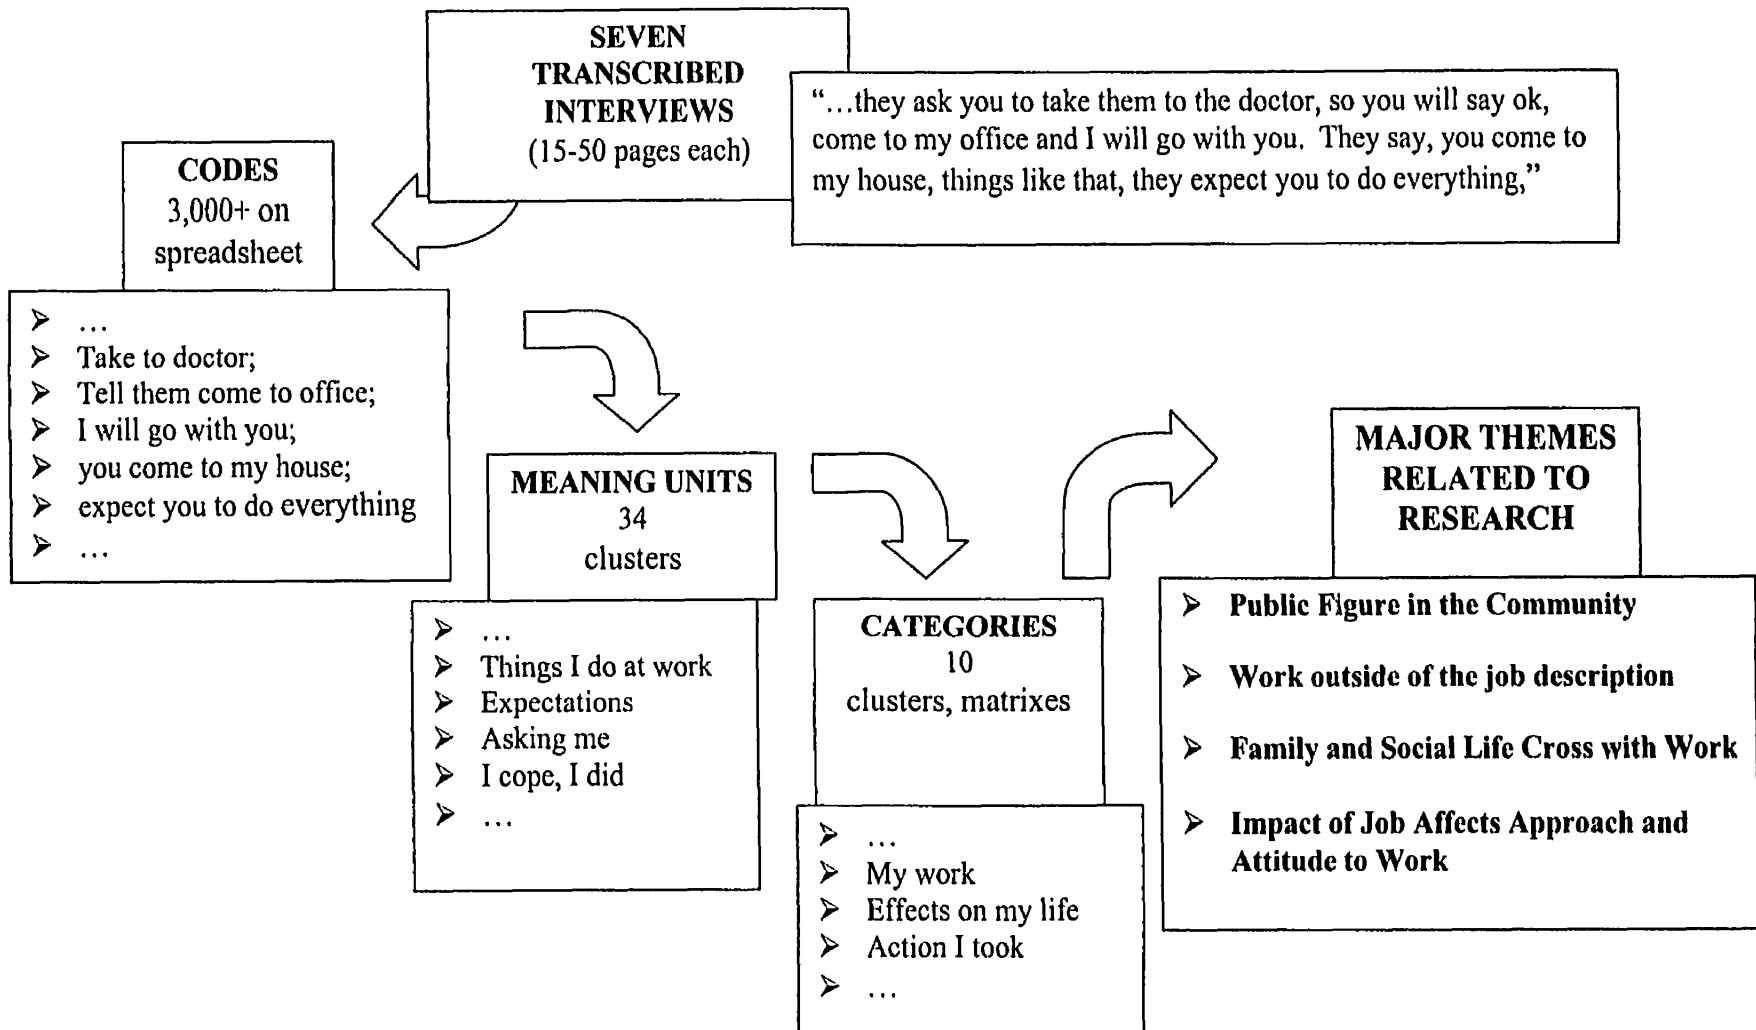 SEVEN
TRANSCRIBED
INTERVIEWS
(15-50 pages each)
“…they ask you to take them to the doctor, so you will say ok,
come to my office and I will go with you. They say, you come to
my house, things like that, they expect you to do everything,”
CODES
3,000+ on
spreadsheet
➢ …
➢ Take to doctor;
➢ Tell them come to office;
➢ I will go with you;
➢ you come to my house;
➢ expect you to do everything
➢ …
MEANING UNITS
34
clusters
➢ …
➢ Things I do at work
➢ Expectations
➢ Asking me
➢ I cope, I did
➢ …
CATEGORIES
10
clusters, matrixes
➢ …
➢ My work
➢ Effects on my life
➢ Action I took
➢ …
MAJOR THEMES
RELATED TO
RESEARCH
➢ Public Figure in the Community
➢ Work outside of the job description
➢ Family and Social Life Cross with Work
➢ Impact of Job Affects Approach and
Attitude to Work